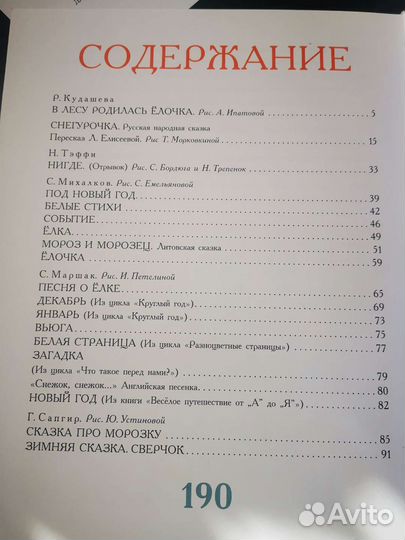 СОДЕРЖАНИЕ
Р. Кудашева
В ЛЕСУ РОДИЛАСЬ ЁЛОЧКА. Рис. А. Ипатовой 5
СНЕГУРОЧКА. Русская народная сказка
Пересказ Л. Елисеевой. Рис Т. Морковкиной 15
Н. Тэффи
НИГДЕ. (Отрывок) Рис. С. Бордюга и Н. Трепенок 33
С. Михалков. Рис. С. Емельяновой
ПОД НОВЫЙ ГОД. 39
БЕЛЫЕ СТИХИ 42
СОБЫТИЕ 46
ЁЛКА. 49
МОРОЗ И МОРОЗЕЦ. Литовская сказка 51
ЁЛОЧКА 59
С. Маршак. Рис. И. Петелиной
ПЕСНЯ О ЁЛКЕ. 65
ДЕКАБРЬ (Из цикла «Круглый год») 69
ЯНВАРЬ (Из цикла «Круглый год») 73
ВЬЮГА 75
БЕЛАЯ СТРАНИЦА (Из цикла «Разноцветные страницы») 77
ЗАГАДКА
(Из цикла «Что такое перед нами?») 79
«Снежок, снежок...» Английская песенка. 80
НОВЫЙ ГОД (Из книги «Весёлое путешествие от „А" до „Я"») 82
Г. Сапгир. Рис. Ю. Устиновой
СКАЗКА ПРО МОРОЗКУ 85
ЗИМНЯЯ СКАЗКА. СВЕРЧОК 91
190
Avito